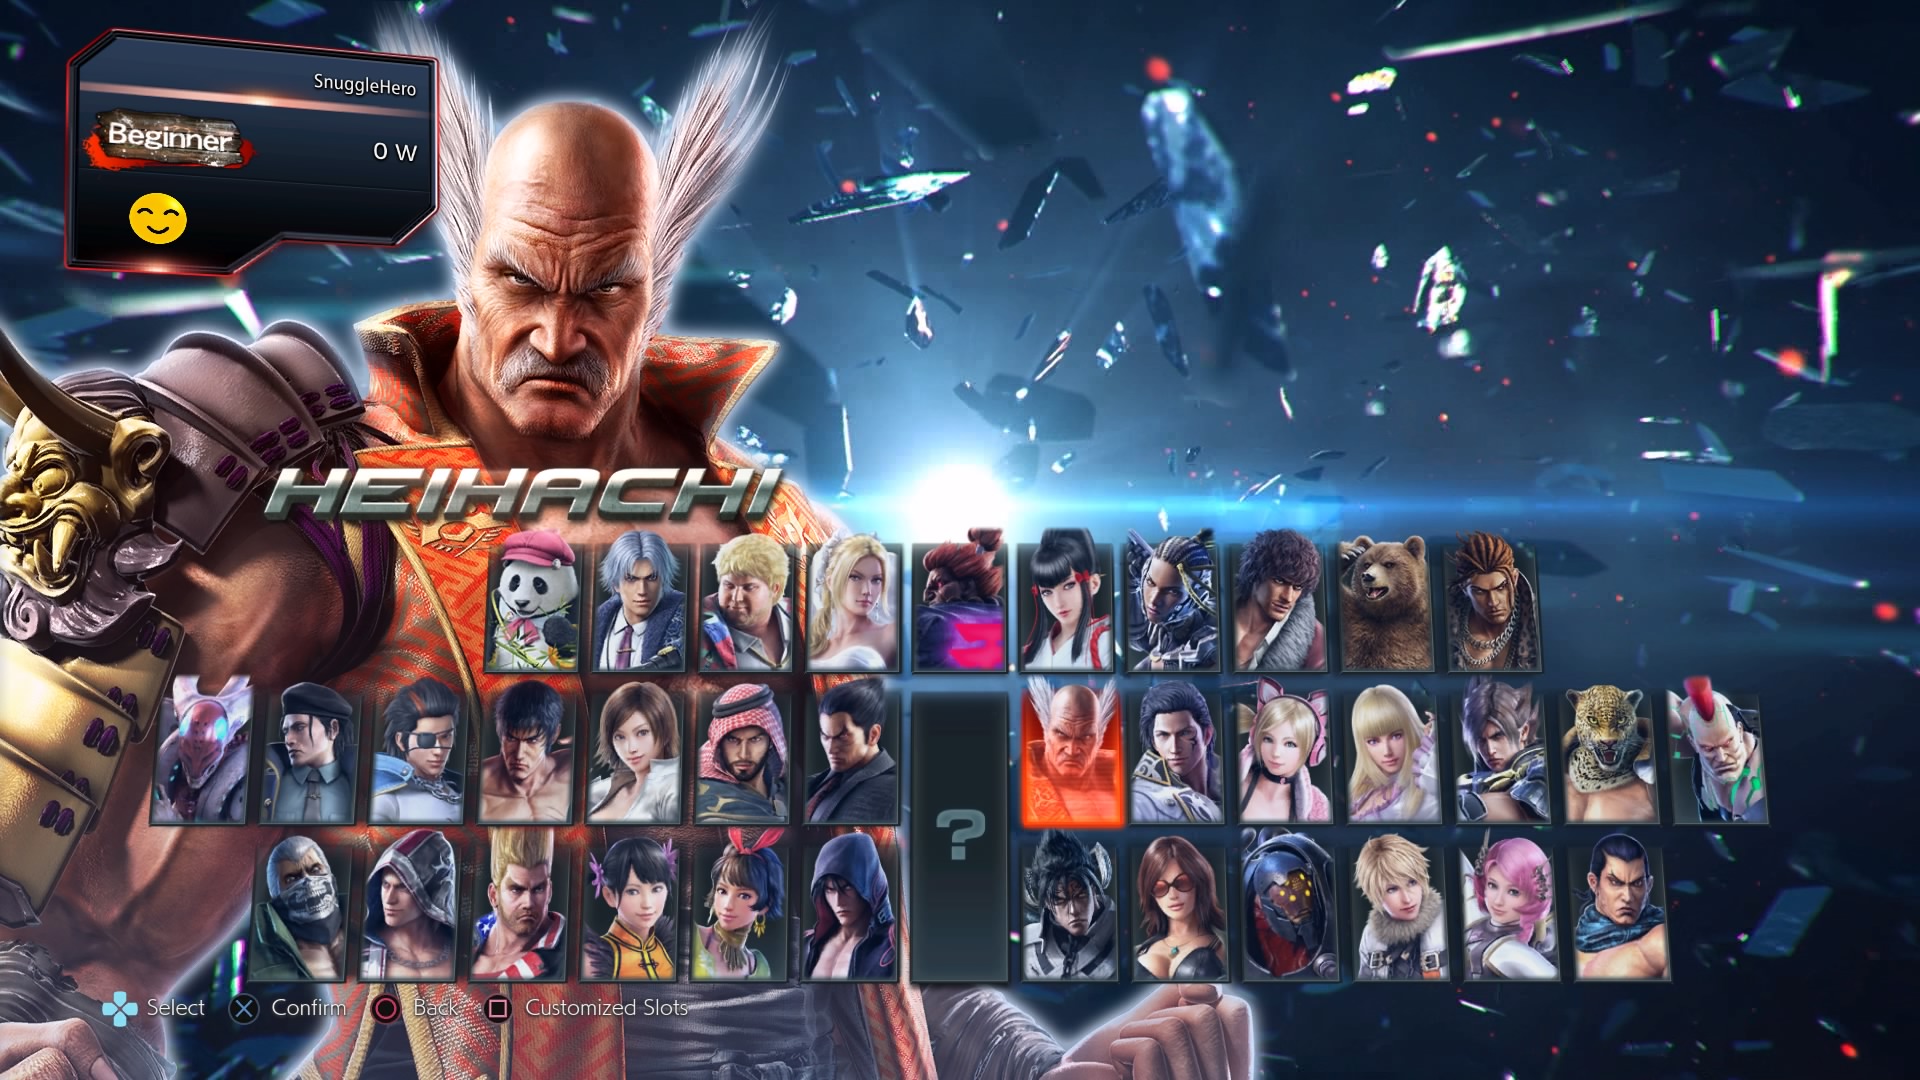 SnuggleHero
Beginner
0 W
HEIHACHI
?
Select
Confirm
Back
Customized Slots